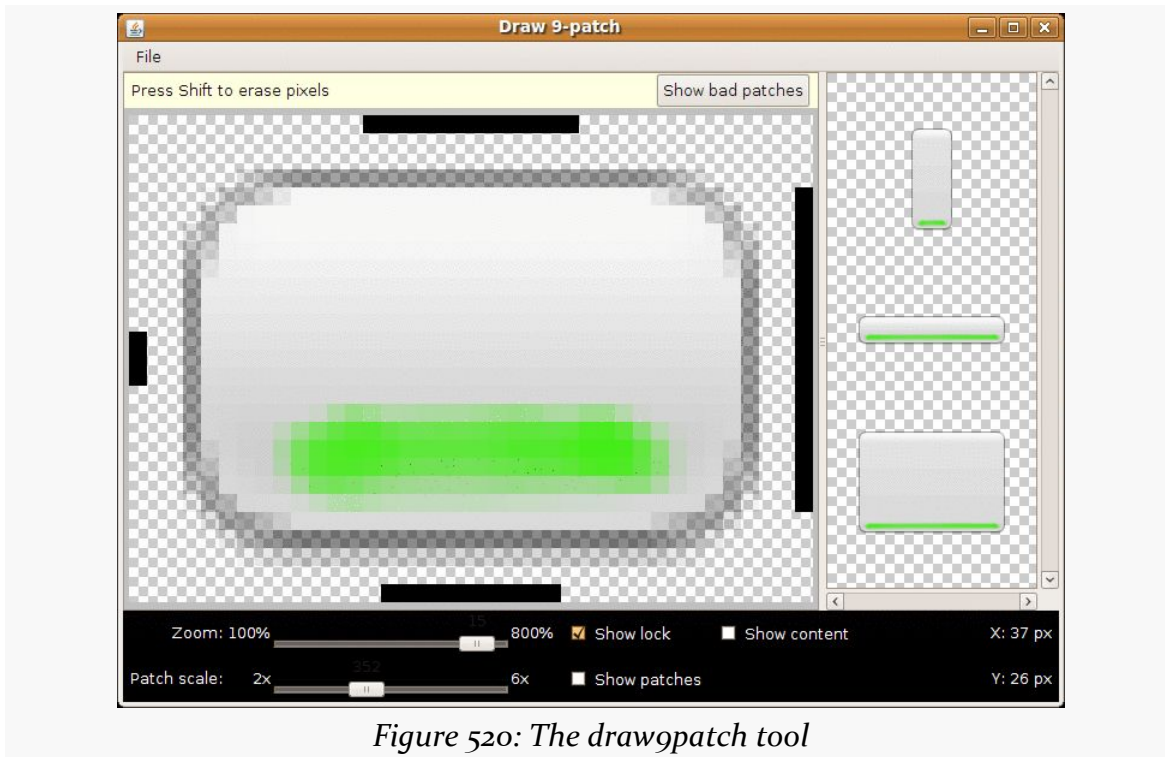 Draw 9-patch
File
Press Shift to erase pixels
Show bad patches
15
Zoom: 100%
800%
Show lock
Show content
X: 37 px
352
Patch scale: 2x
6x
Show patches
Y: 26 px
Figure 520: The draw9patch tool